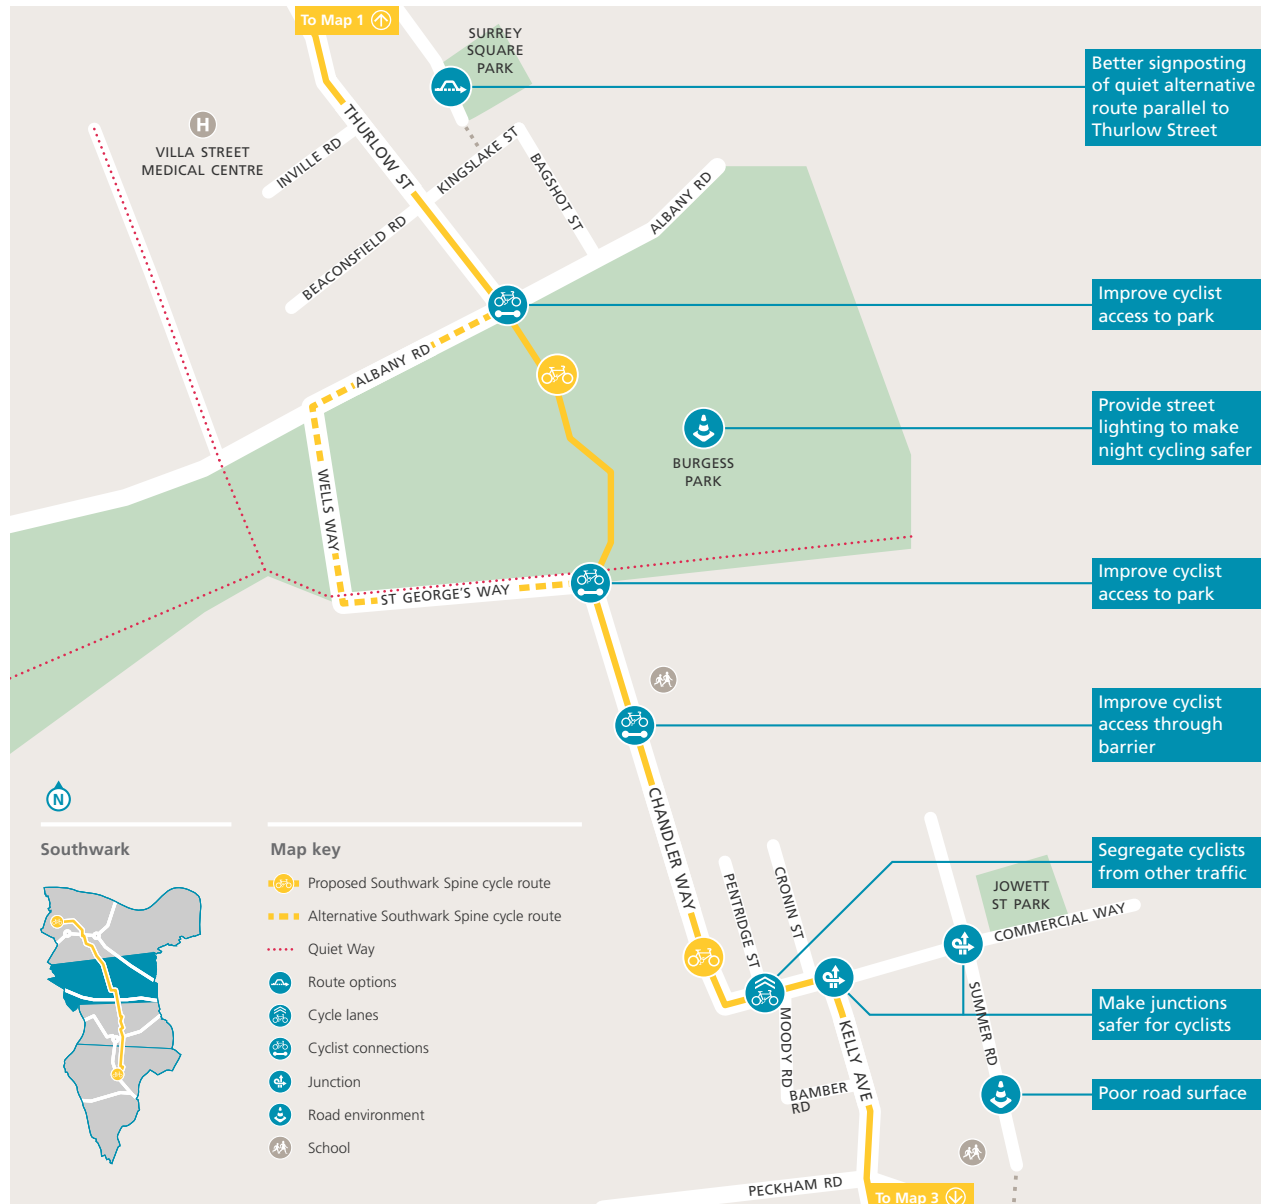 To Map 1
SURREY
SQUARE
PARK
Better signposting
of quiet alternative
route parallel to
Thurlow Street
H
VILLA STREET
MEDICAL CENTRE
INVILLE RD
THURLOW ST
KINGSLAKE ST
BAGSHOT ST
BEACONSFIELD RD
ALBANY RD
Improve cyclist
access to park
ALBANY RD
Provide street
lighting to make
night cycling safer
BURGESS
PARK
WELLS WAY
ST GEORGE'S WAY
Improve cyclist
access to park
Improve cyclist
access through
barrier
CHANDLER WAY
PENTRIDGE ST
CRONIN ST
Segregate cyclists
from other traffic
JOWETT
ST PARK
COMMERCIAL WAY
MOODY RD
KELLY AVE
SUMMER RD
Make junctions
safer for cyclists
BAMBER
RD
Poor road surface
PECKHAM RD
To Map 3
N
Southwark
Map key
Proposed Southwark Spine cycle route
Alternative Southwark Spine cycle route
Quiet Way
Route options
Cycle lanes
Cyclist connections
Junction
Road environment
School